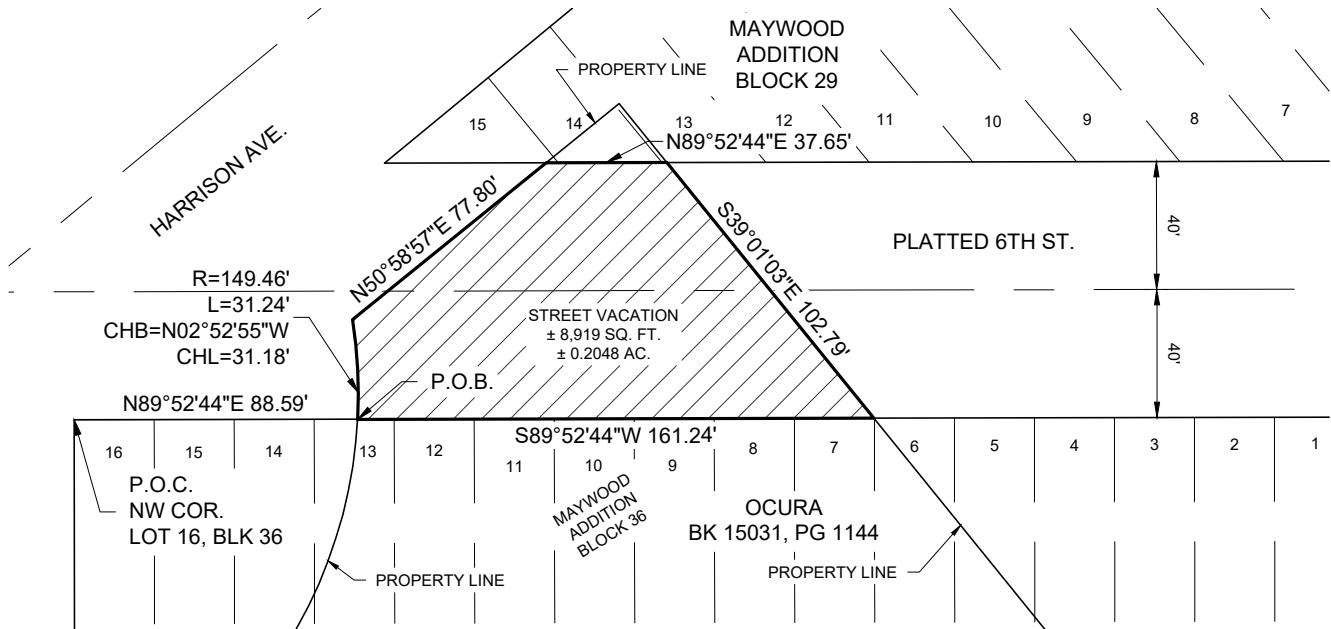 MAYWOOD
ADDITION
BLOCK 29
PROPERTY LINE
15
14
13
12
11
10
9
8
7
N89°52'44"E 37.65'
HARRISON AVE.
N50°58'57"E 77.80'
S39°01'03"E 102.79'
PLATTED 6TH ST.
40'
40'
R=149.46'
L=31.24'
CHB=N02°52'55"W
CHL=31.18'
STREET VACATION
± 8,919 SQ. FT.
± 0.2048 AC.
P.O.B.
N89°52'44"E 88.59'
S89°52'44"W 161.24'
16
15
14
13
12
11
10
9
8
7
6
5
4
3
2
1
P.O.C.
NW COR.
LOT 16, BLK 36
MAYWOOD
ADDITION
BLOCK 36
OCURA
BK 15031, PG 1144
PROPERTY LINE
PROPERTY LINE